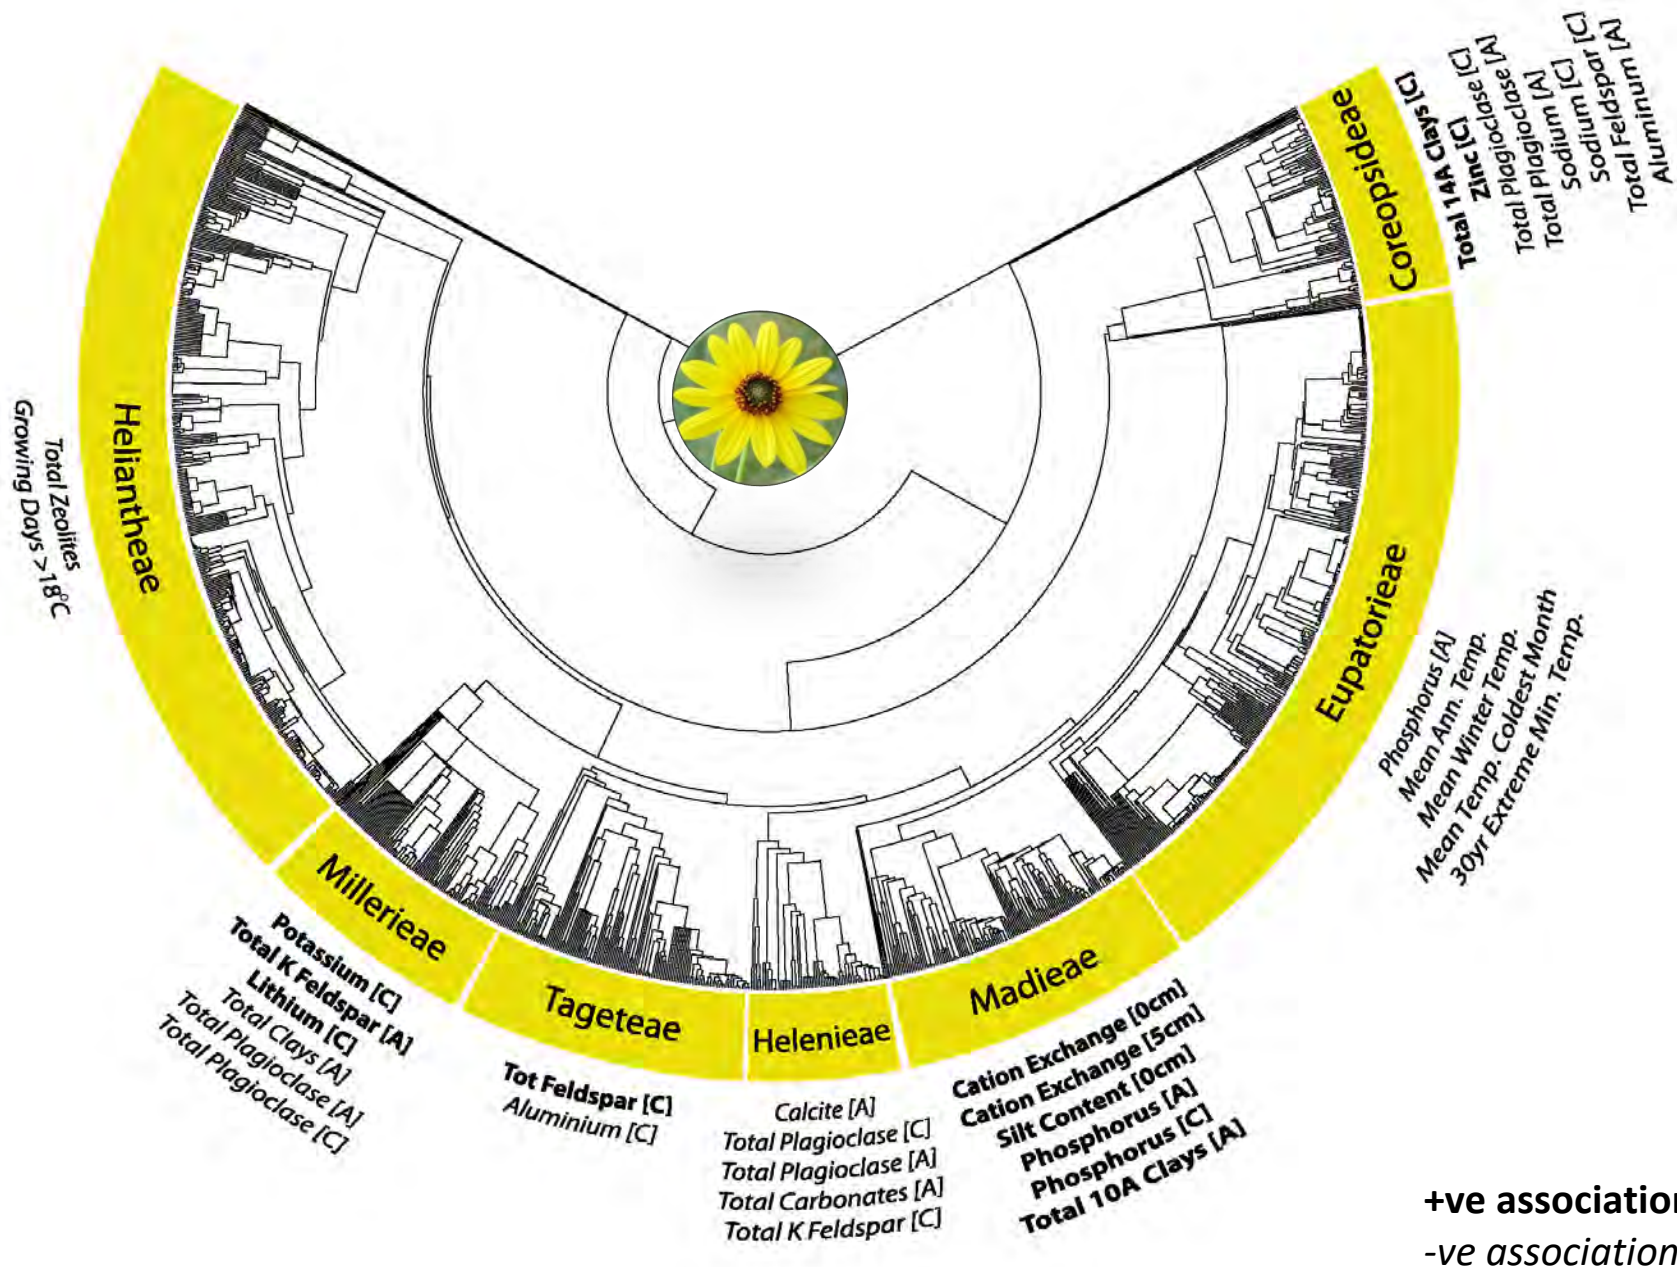 Heliantheae
Total Zeolites
Growing Days >18°C
Millerieae
Potassium [C]
Total K Feldspar [A]
Lithium [C]
Total Clays [A]
Total Plagioclase [A]
Total Plagioclase [C]
Tageteae
Tot Feldspar [C]
Aluminium [C]
Helenieae
Calcite [A]
Total Plagioclase [C]
Total Plagioclase [A]
Total Carbonates [A]
Total K Feldspar [C]
Madieae
Cation Exchange [0cm]
Cation Exchange [5cm]
Silt Content [0cm]
Phosphorus [A]
Phosphorus [C]
Total 10A Clays [A]
Eupatorieae
Phosphorus [A]
Mean Ann. Temp.
Mean Winter Temp.
Mean Temp. Coldest Month
30yr Extreme Min. Temp.
Coreopsideae
Total 14A Clays [C]
Zinc [C]
Total Plagioclase [C]
Total Plagioclase [A]
Sodium [A]
Sodium [C]
Total Feldspar [C]
Aluminum [A]
+ve association
-ve association